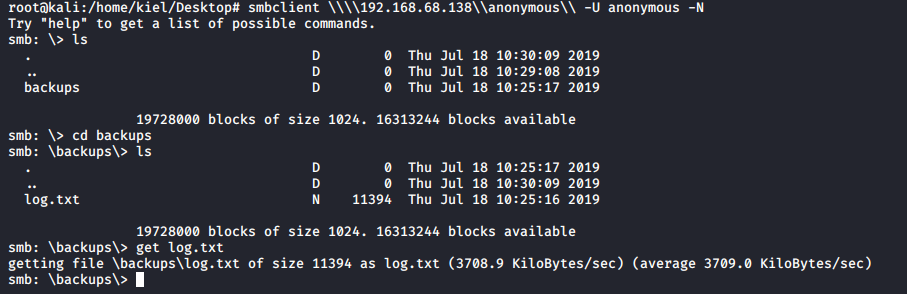 root@kali:/home/kiel/Desktop# smbclient \\\\192.168.68.138\\anonymous\\ -U anonymous -N
Try "help" to get a list of possible commands.
smb: \> ls
  .                                   D        0  Thu Jul 18 10:30:09 2019
  ..                                  D        0  Thu Jul 18 10:29:08 2019
  backups                             D        0  Thu Jul 18 10:25:17 2019
                19728000 blocks of size 1024. 16313244 blocks available
smb: \> cd backups
smb: \backups\> ls
  .                                   D        0  Thu Jul 18 10:25:17 2019
  ..                                  D        0  Thu Jul 18 10:30:09 2019
  log.txt                             N    11394  Thu Jul 18 10:25:16 2019
                19728000 blocks of size 1024. 16313244 blocks available
smb: \backups\> get log.txt
getting file \backups\log.txt of size 11394 as log.txt (3708.9 KiloBytes/sec) (average 3709.0 KiloBytes/sec)
smb: \backups\>